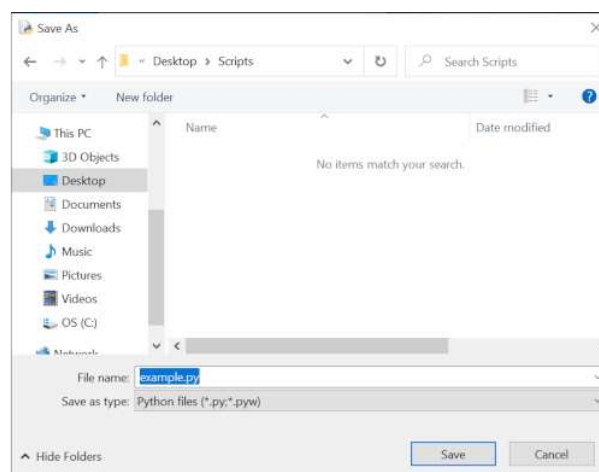 Save As
« Desktop › Scripts
Search Scripts
Organize
New folder
Name
Date modified
This PC
3D Objects
Desktop
Documents
Downloads
Music
Pictures
Videos
OS (C:)
Network
No items match your search.
File name: example.py
Save as type: Python files (*.py;*.pyw)
Hide Folders
Save
Cancel